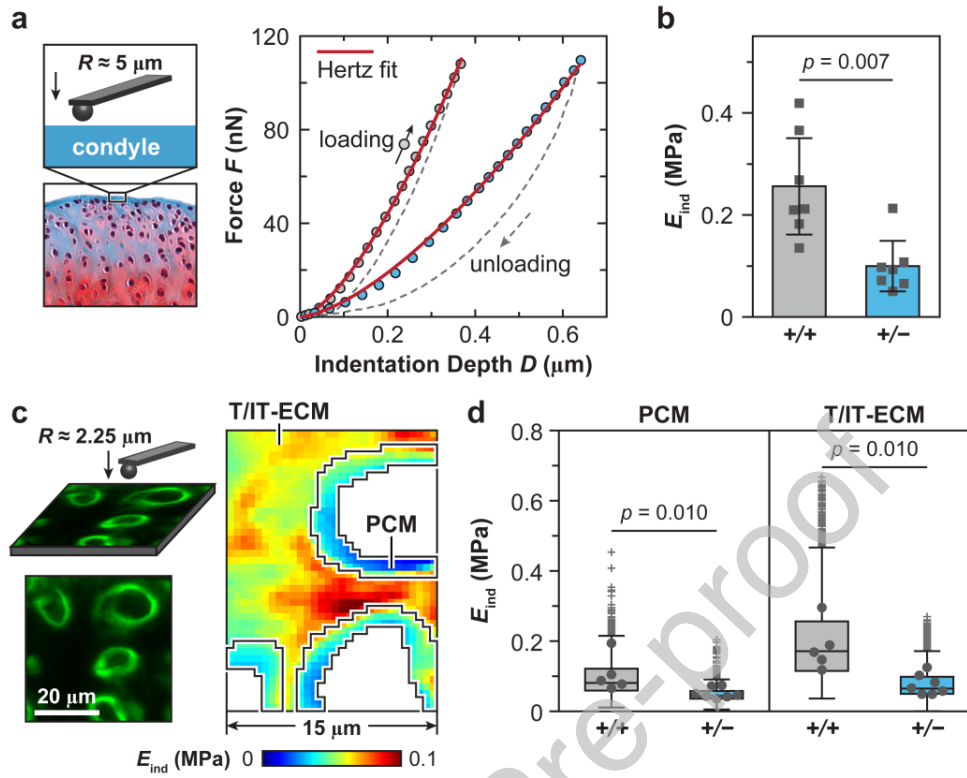 a
R ≈ 5 μm
condyle
Force F (nN)
120
80
40
0
Hertz fit
loading
unloading
0 0.2 0.4 0.6
Indentation Depth D (μm)
b
p = 0.007
E_ind (MPa)
0.4
0.2
0
+/+ +/−
c
R ≈ 2.25 μm
20 μm
T/IT-ECM
PCM
15 μm
E_ind (MPa) 0 0.1
d
PCM T/IT-ECM
p = 0.010
p = 0.010
E_ind (MPa)
0.8
0.6
0.4
0.2
0
+/+ +/− +/+ +/−
re-proof